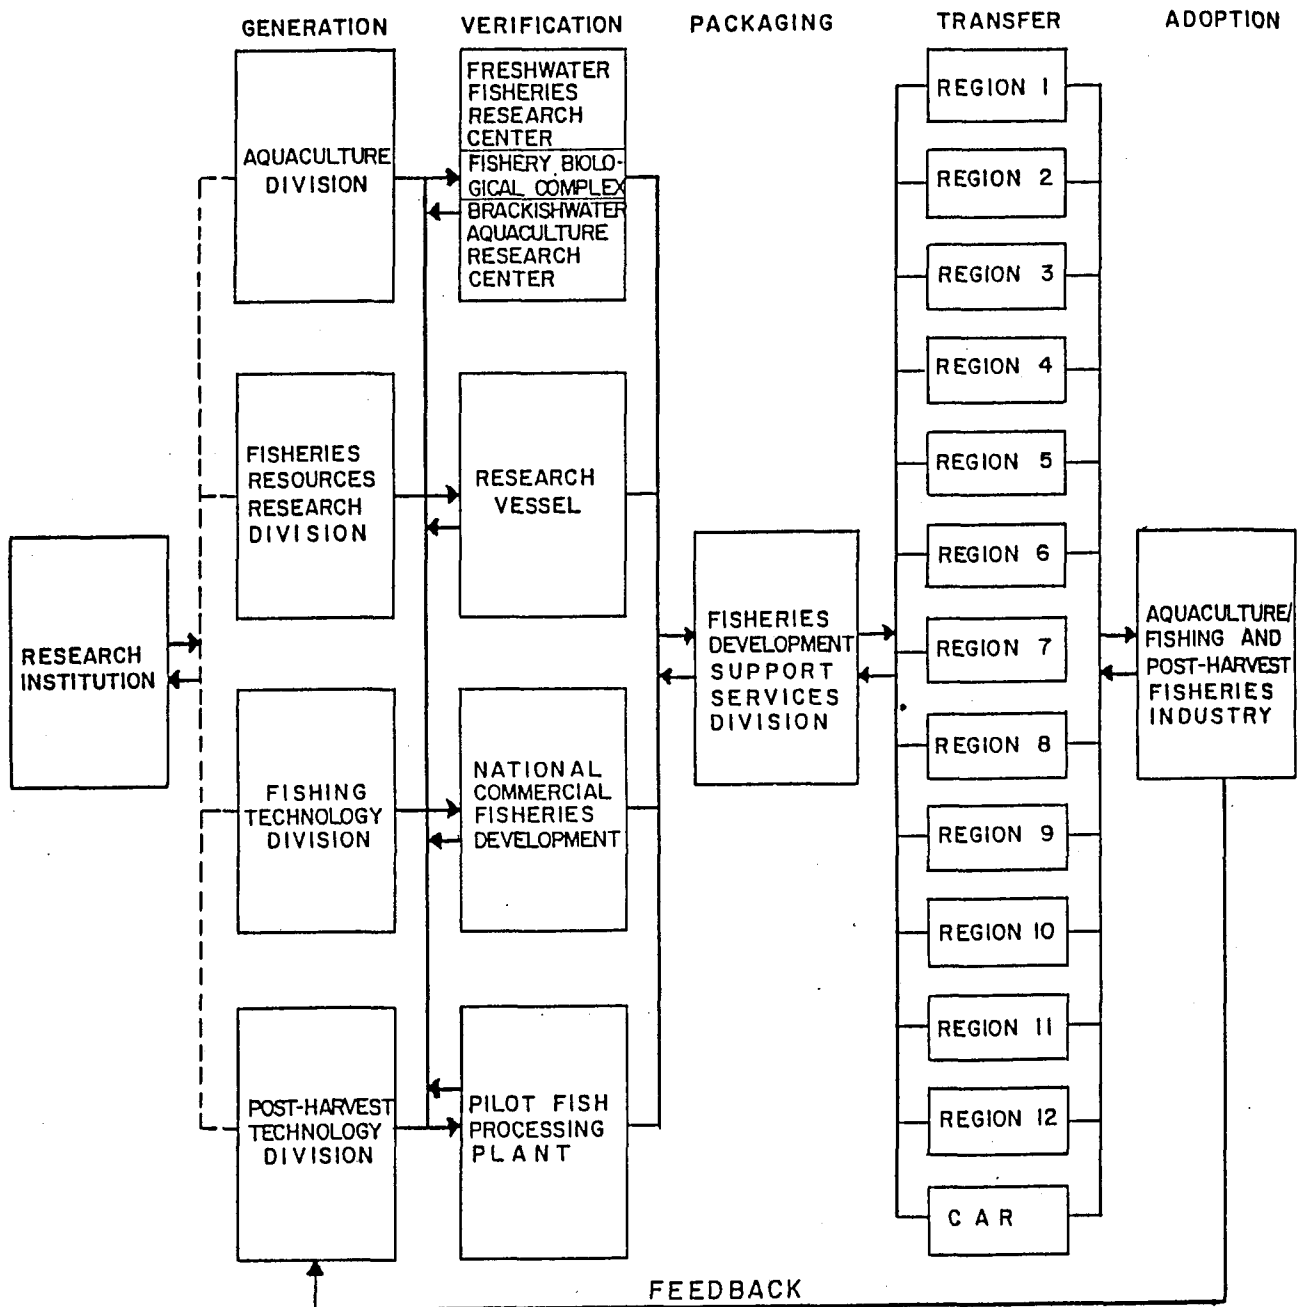 GENERATION
VERIFICATION
PACKAGING
TRANSFER
ADOPTION
RESEARCH
INSTITUTION
AQUACULTURE
DIVISION
FISHERIES
RESOURCES
RESEARCH
DIVISION
FISHING
TECHNOLOGY
DIVISION
POST-HARVEST
TECHNOLOGY
DIVISION
FRESHWATER
FISHERIES
RESEARCH
CENTER
FISHERY BIOLO-
GICAL COMPLEX
BRACKISHWATER
AQUACULTURE
RESEARCH
CENTER
RESEARCH
VESSEL
NATIONAL
COMMERCIAL
FISHERIES
DEVELOPMENT
PILOT FISH
PROCESSING
PLANT
FISHERIES
DEVELOPMENT
SUPPORT
SERVICES
DIVISION
REGION 1
REGION 2
REGION 3
REGION 4
REGION 5
REGION 6
REGION 7
REGION 8
REGION 9
REGION 10
REGION 11
REGION 12
CAR
AQUACULTURE/
FISHING AND
POST-HARVEST
FISHERIES
INDUSTRY
FEEDBACK